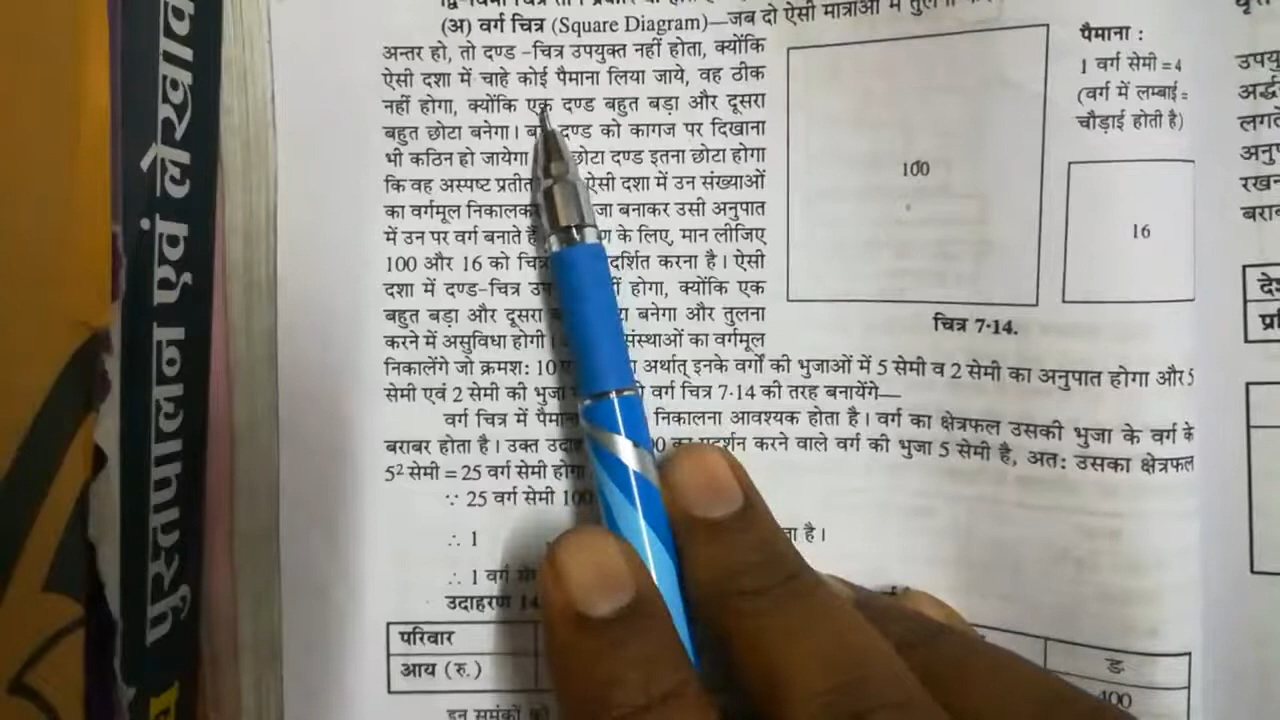 पुस्तपालन एवं लेखाव
(अ) वर्ग चित्र (Square Diagram)—जब दो ऐसी मात्राओं में
अन्तर हो, तो दण्ड –चित्र उपयुक्त नहीं होता, क्योंकि
ऐसी दशा में चाहे कोई पैमाना लिया जाये, वह ठीक
नहीं होगा, क्योंकि एक दण्ड बहुत बड़ा और दूसरा
बहुत छोटा बनेगा। दण्ड को कागज पर दिखाना
भी कठिन हो जायेगा छोटा दण्ड इतना छोटा होगा
कि वह अस्पष्ट प्रतीत ऐसी दशा में उन संख्याओं
का वर्गमूल निकालकर बनाकर उसी अनुपात
में उन पर वर्ग बनाते हैं के लिए, मान लीजिए
100 और 16 को करना है। ऐसी
दशा में दण्ड-चित्र होगा, क्योंकि एक
बहुत बड़ा और दूसरा बनेगा और तुलना
करने में असुविधा होगी। संस्थाओं का वर्गमूल
निकालेंगे जो क्रमश: 10 अर्थात् इनके वर्गों की भुजाओं में 5 सेमी व 2 सेमी का अनुपात होगा और 5
सेमी एवं 2 सेमी की भुजा वर्ग चित्र 7·14 की तरह बनायेंगे—
वर्ग चित्र में पैमाना निकालना आवश्यक होता है। वर्ग का क्षेत्रफल उसकी भुजा के वर्ग के
बराबर होता है। उक्त प्रदर्शन करने वाले वर्ग की भुजा 5 सेमी है, अत: उसका क्षेत्रफल
5² सेमी = 25 वर्ग सेमी होगा
∵ 25 वर्ग सेमी 100
∴ 1 है।
∴ 1 वर्ग
उदाहरण 14
परिवार ङ
आय (रु.) 400
इन समंकों को
100
चित्र 7·14.
पैमाना :
1 वर्ग सेमी = 4
(वर्ग में लम्बाई =
चौड़ाई होती है)
16